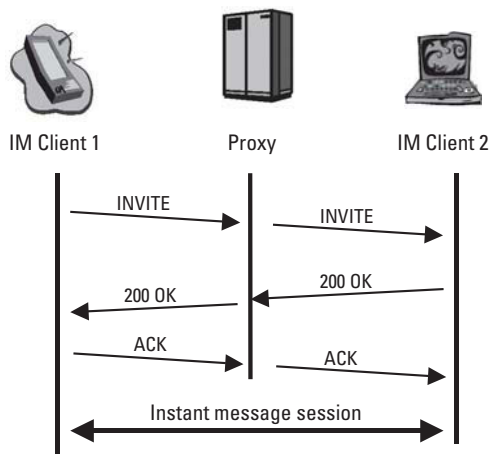 IM Client 1 Proxy IM Client 2
INVITE
INVITE
200 OK
200 OK
ACK
ACK
Instant message session